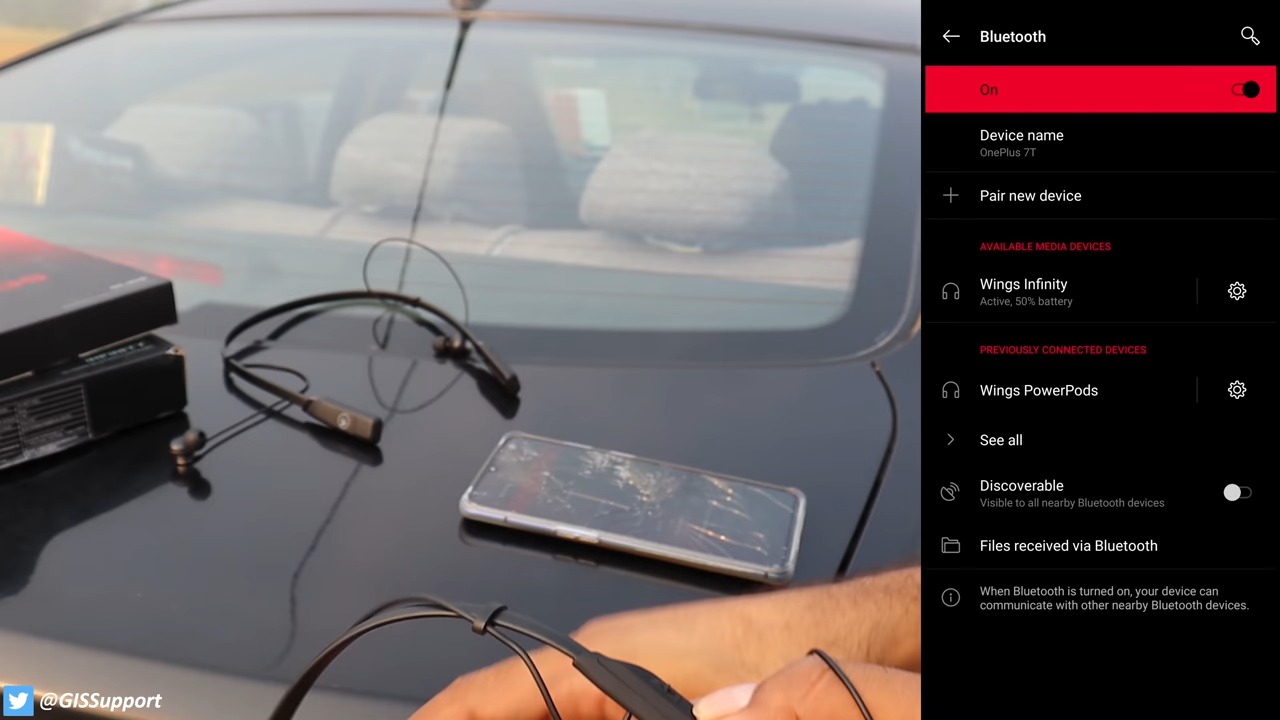 Bluetooth
On
Device name
OnePlus 7T
Pair new device
AVAILABLE MEDIA DEVICES
Wings Infinity
Active, 50% battery
PREVIOUSLY CONNECTED DEVICES
Wings PowerPods
See all
Discoverable
Visible to all nearby Bluetooth devices
Files received via Bluetooth
When Bluetooth is turned on, your device can
communicate with other nearby Bluetooth devices.
@GISSupport